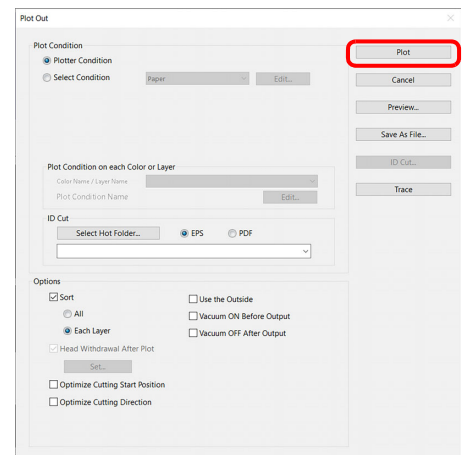 Plot Out
Plot Condition
Plotter Condition
Select Condition Paper Edit...
Plot Condition on each Color or Layer
Color Name / Layer Name
Plot Condition Name Edit...
ID Cut
Select Hot Folder... EPS PDF
Options
Sort
All
Each Layer
Head Withdrawal After Plot
Set...
Optimize Cutting Start Position
Optimize Cutting Direction
Use the Outside
Vacuum ON Before Output
Vacuum OFF After Output
Plot
Cancel
Preview...
Save As File...
ID Cut...
Trace